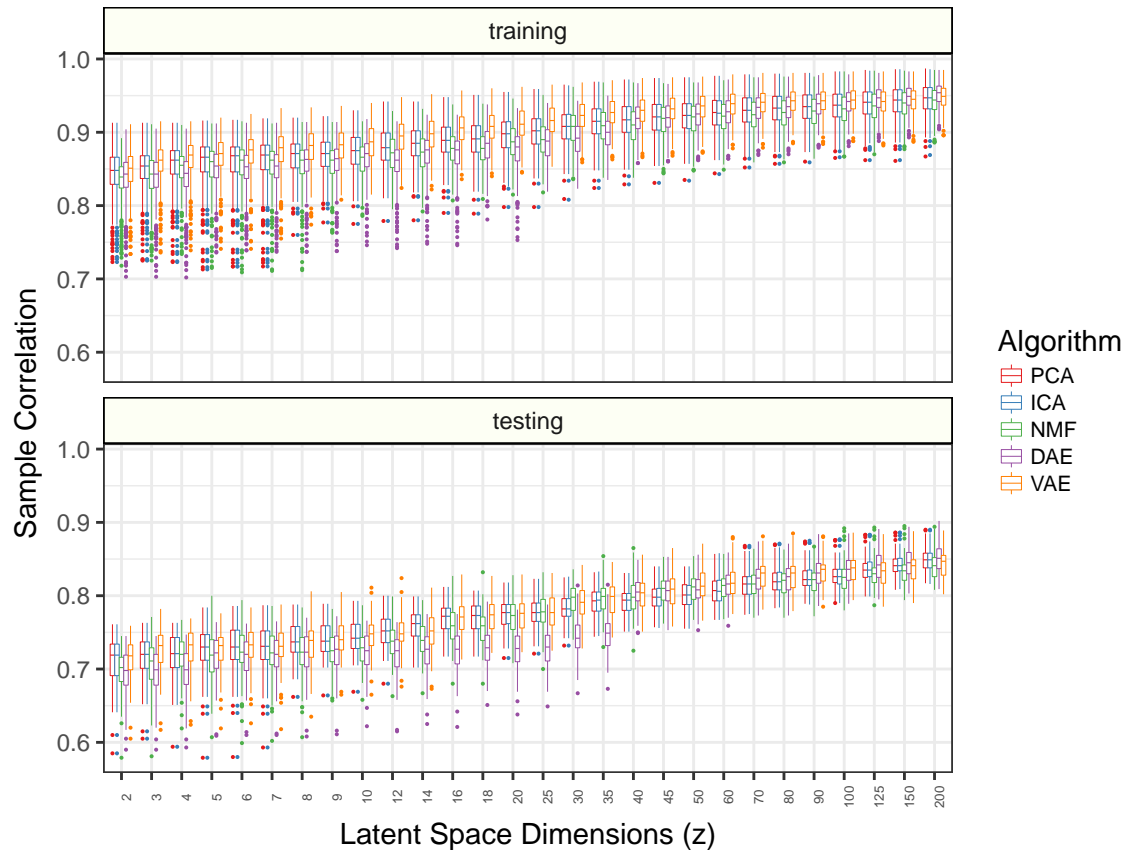 training
1.0
0.9
0.8
0.7
0.6
testing
1.0
0.9
0.8
0.7
0.6
Sample Correlation
2 3 4 5 6 7 8 9 10 12 14 16 18 20 25 30 35 40 45 50 60 70 80 90 100 125 150 200
Latent Space Dimensions (z)
Algorithm
PCA
ICA
NMF
DAE
VAE